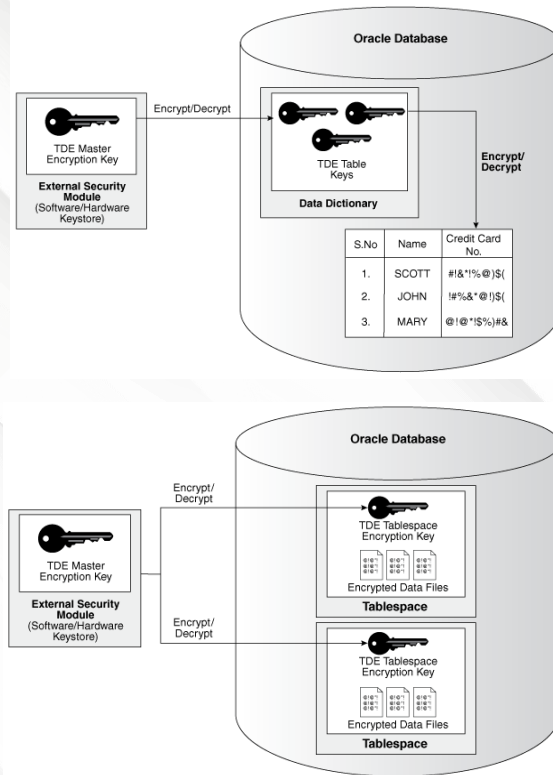 Oracle Database
TDE Master
Encryption Key
External Security
Module
(Software/Hardware
Keystore)
Encrypt/Decrypt
TDE Table
Keys
Data Dictionary
Encrypt/
Decrypt
S.No Name Credit Card
No.
1. SCOTT #!&*!%@)$(
2. JOHN !#%&*@!)$(
3. MARY @!@*!$%)#&
Oracle Database
TDE Master
Encryption Key
External Security
Module
(Software/Hardware
Keystore)
Encrypt/
Decrypt
TDE Tablespace
Encryption Key
Encrypted Data Files
Tablespace
Encrypt/
Decrypt
TDE Tablespace
Encryption Key
Encrypted Data Files
Tablespace